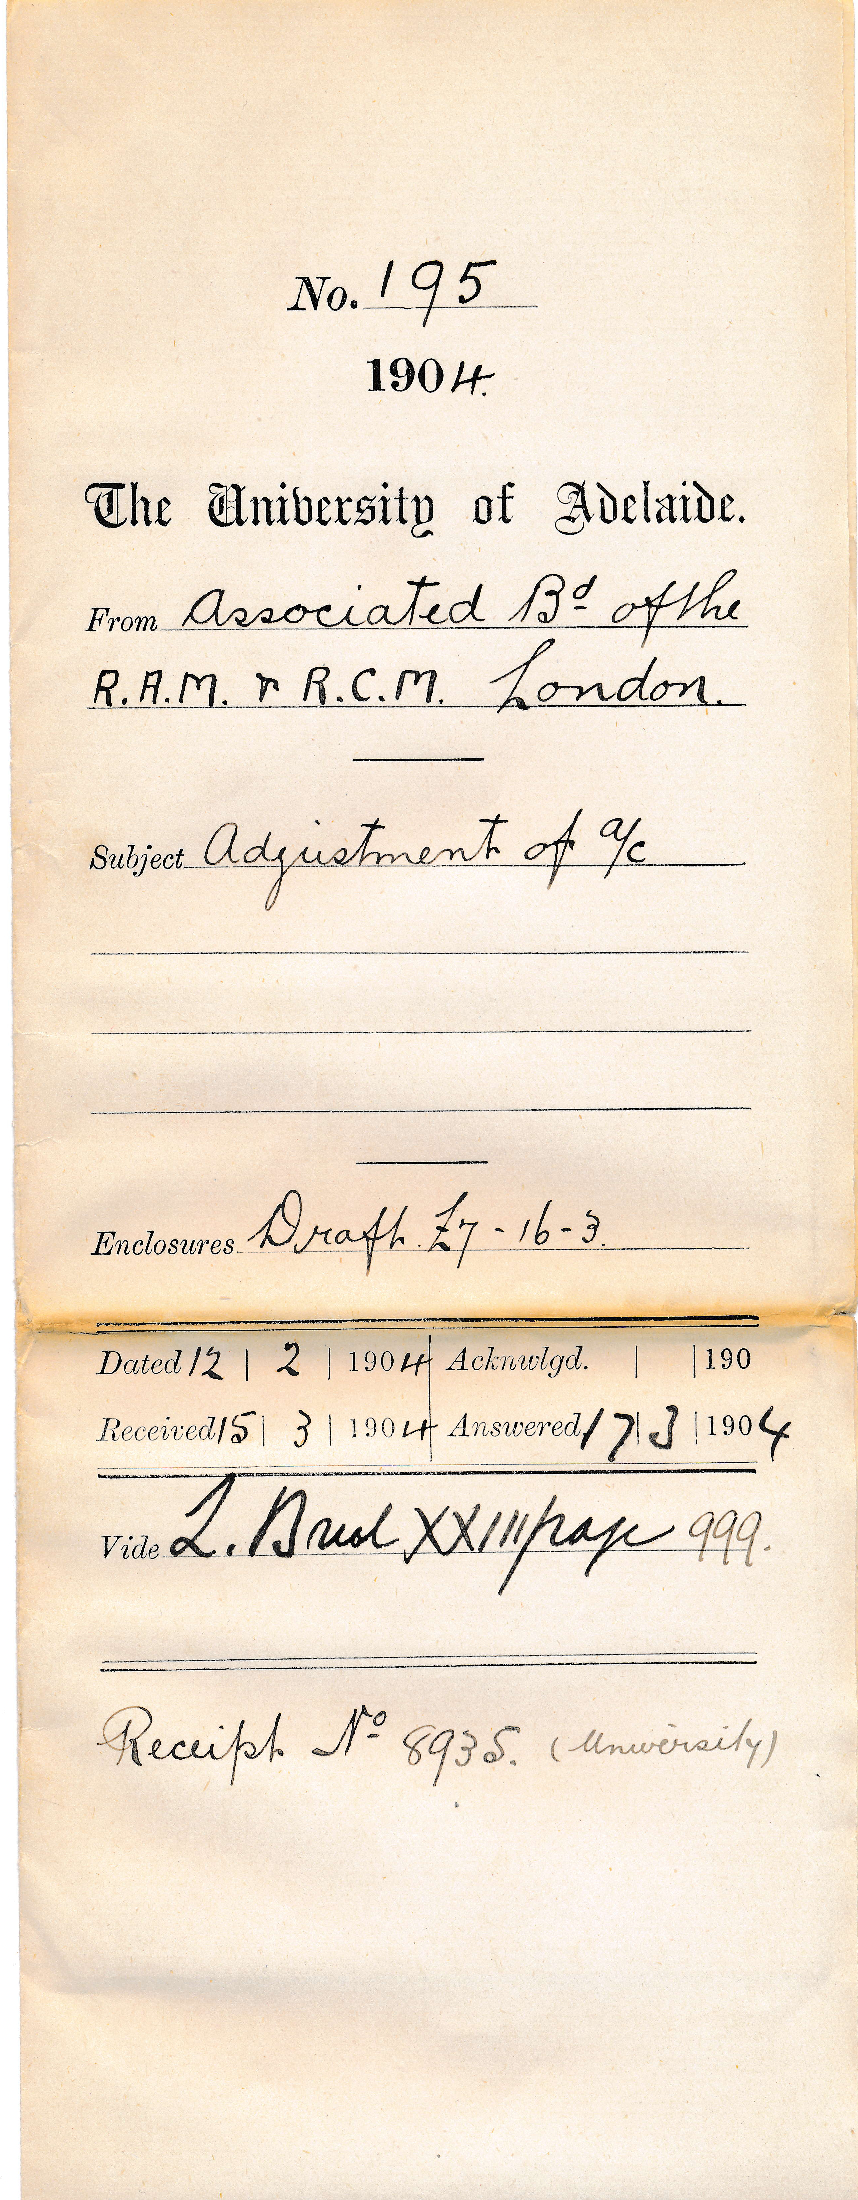 No. 195
1904.
The University of Adelaide.
From Associated Bd of the
R.A.M. & R.C.M. London.
Subject Adjustment of a/c
Enclosures Draft £7-16-3.
Dated 12 | 2 | 1904 Acknwlgd. | | 190
Received 15 | 3 | 1904 Answered 17 | 3 | 1904
Vide L. XXIII page 999.
Receipt No 8935. (University)